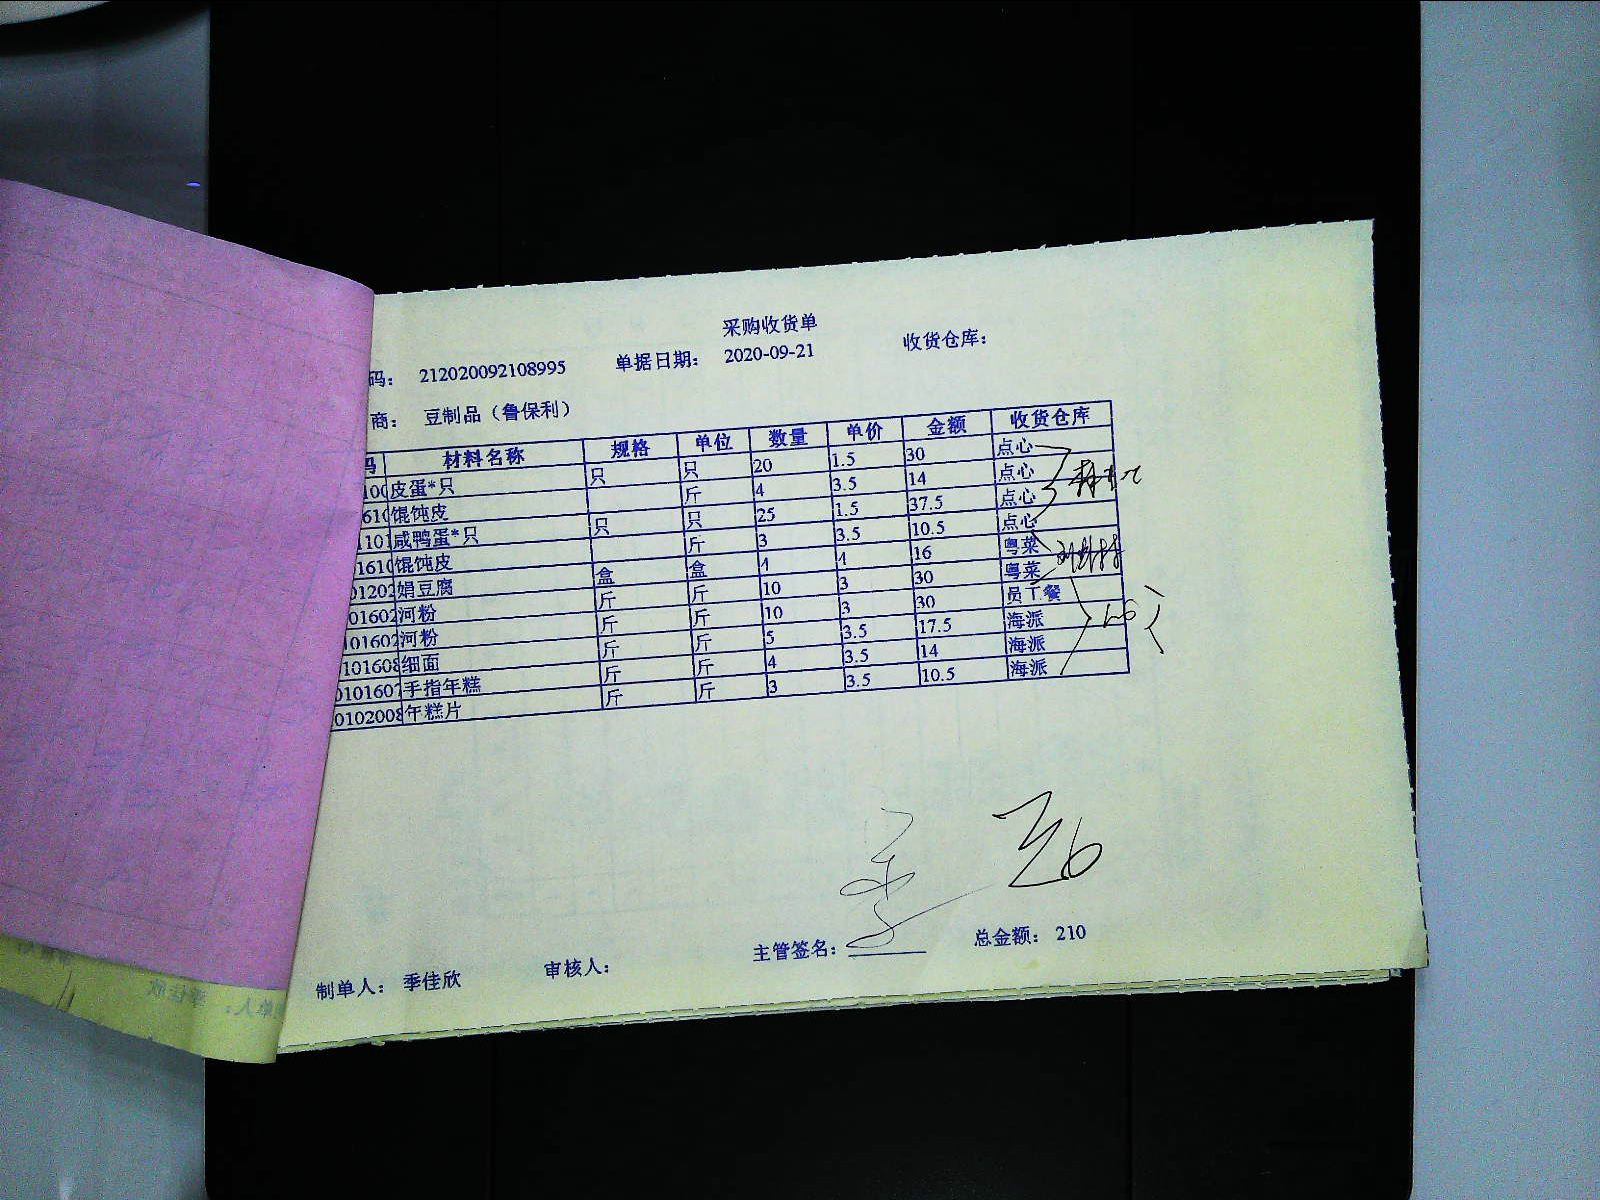 采购收货单
码： 212020092108995 单据日期： 2020-09-21 收货仓库：
商： 豆制品（鲁保利）
码 材料名称 规格 单位 数量 单价 金额 收货仓库
100 皮蛋*只 只 只 20 1.5 30 点心
610 馄饨皮 斤 4 3.5 14 点心
101 咸鸭蛋*只 只 只 25 1.5 37.5 点心
1610 馄饨皮 斤 3 3.5 10.5 点心
01202 娟豆腐 盒 盒 4 4 16 粤菜
01602 河粉 斤 斤 10 3 30 粤菜
101602 河粉 斤 斤 10 3 30 员工餐
101608 细面 斤 斤 5 3.5 17.5 海派
0101607 手指年糕 斤 斤 4 3.5 14 海派
0102008 年糕片 斤 斤 3 3.5 10.5 海派
制单人： 季佳欣 审核人： 主管签名： 总金额： 210